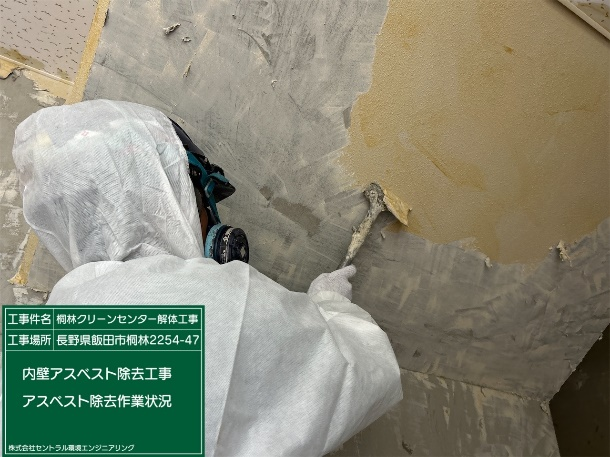 工事件名 桐林クリーンセンター解体工事
工事場所 長野県飯田市桐林2254-47
内壁アスベスト除去工事
アスベスト除去作業状況
株式会社セントラル環境エンジニアリング